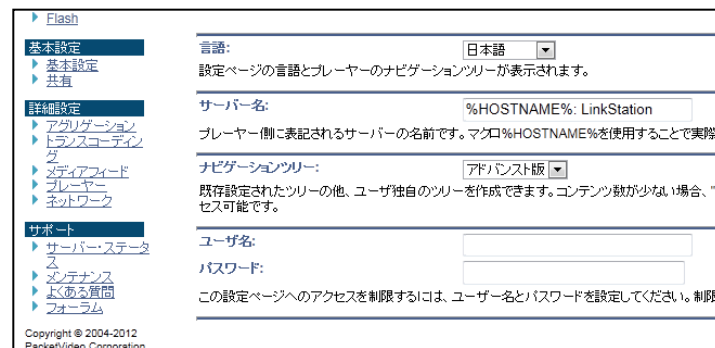 Flash
基本設定
基本設定
共有
詳細設定
アグリゲーション
トランスコーディン
グ
メディアフィード
プレーヤー
ネットワーク
サポート
サーバー・ステータ
ス
メンテナンス
よくある質問
フォーラム
Copyright © 2004-2012
PacketVideo Corporation
言語: 日本語
設定ページの言語とプレーヤーのナビゲーションツリーが表示されます。
サーバー名: %HOSTNAME%: LinkStation
プレーヤー側に表記されるサーバーの名前です。マクロ%HOSTNAME%を使用することで実際
ナビゲーションツリー: アドバンスト版
既存設定されたツリーの他、ユーザ独自のツリーを作成できます。コンテンツ数が少ない場合、"
セス可能です。
ユーザ名:
パスワード:
この設定ページへのアクセスを制限するには、ユーザー名とパスワードを設定してください。制限